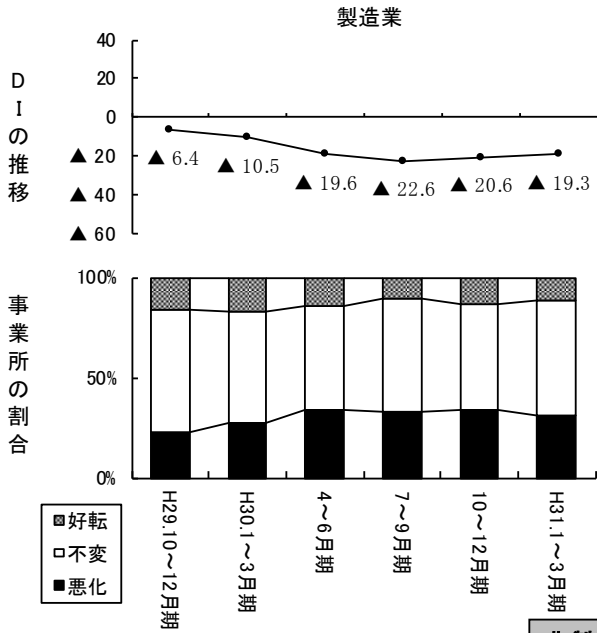 製造業
DIの推移
40
20
0
▲ 20
▲ 40
▲ 60
▲ 6.4
▲ 10.5
▲ 19.6
▲ 22.6
▲ 20.6
▲ 19.3
事業所の割合
100%
50%
0%
H29.10～12月期
H30.1～3月期
4～6月期
7～9月期
10～12月期
H31.1～3月期
好転
不変
悪化